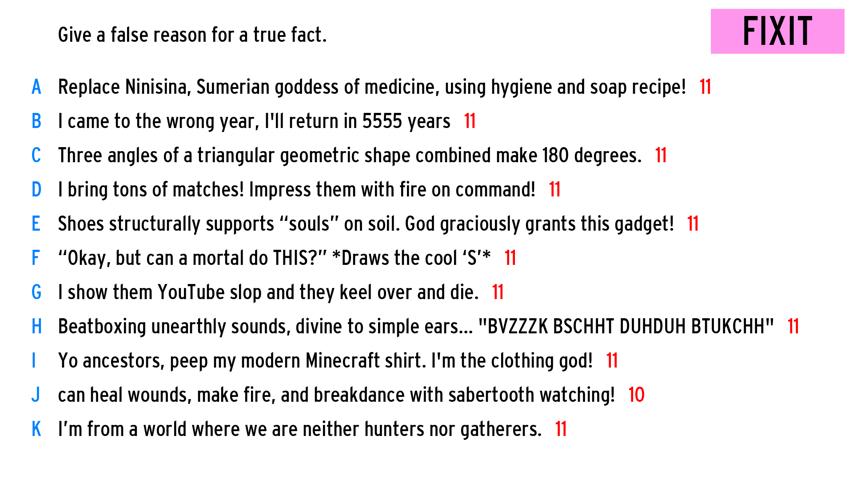 Give a false reason for a true fact.
FIXIT
A Replace Ninisina, Sumerian goddess of medicine, using hygiene and soap recipe! 11
B I came to the wrong year, I'll return in 5555 years 11
C Three angles of a triangular geometric shape combined make 180 degrees. 11
D I bring tons of matches! Impress them with fire on command! 11
E Shoes structurally supports “souls” on soil. God graciously grants this gadget! 11
F “Okay, but can a mortal do THIS?” *Draws the cool ‘S’* 11
G I show them YouTube slop and they keel over and die. 11
H Beatboxing unearthly sounds, divine to simple ears... "BVZZZK BSCHHT DUHDUH BTUKCHH" 11
I Yo ancestors, peep my modern Minecraft shirt. I'm the clothing god! 11
J can heal wounds, make fire, and breakdance with sabertooth watching! 10
K I’m from a world where we are neither hunters nor gatherers. 11